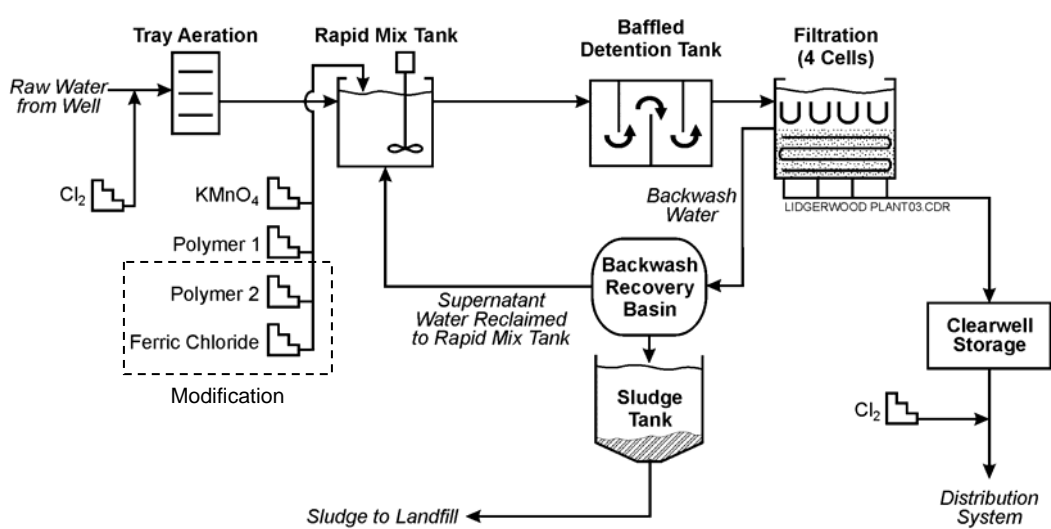 Tray Aeration
Rapid Mix Tank
Baffled
Detention Tank
Filtration
(4 Cells)
Raw Water
from Well
Cl2
KMnO4
Polymer 1
Polymer 2
Ferric Chloride
Modification
Backwash
Water
LIDGERWOOD PLANT03.CDR
Backwash
Recovery
Basin
Supernatant
Water Reclaimed
to Rapid Mix Tank
Clearwell
Storage
Sludge
Tank
Cl2
Sludge to Landfill
Distribution
System